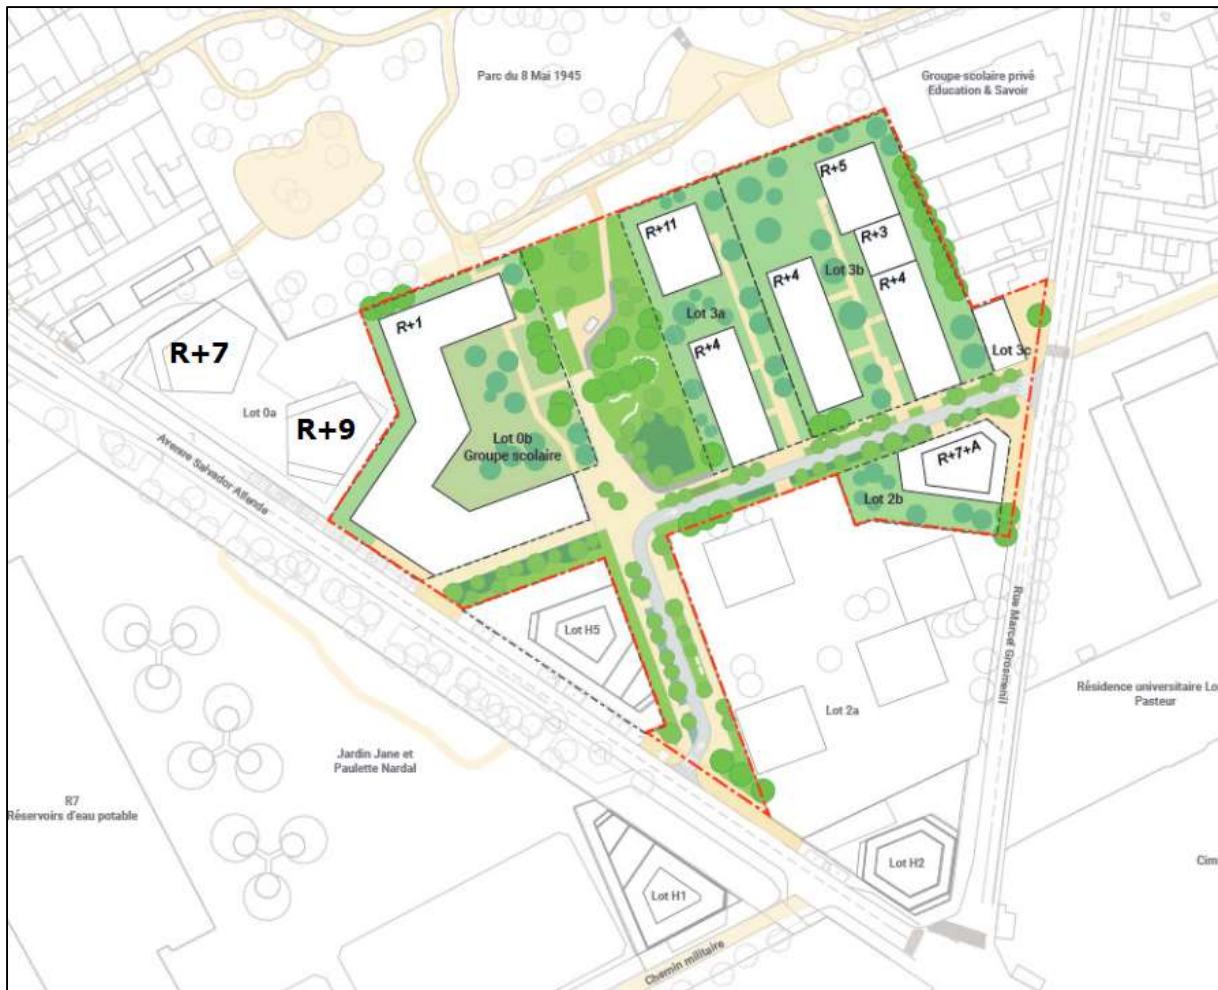 Parc du 8 Mai 1945
Groupe scolaire privé
Education & Savoir
R+5
R+11
R+3
R+4
Lot 3b
R+4
R+1
Lot 3a
R+4
Lot 3c
R+7
Lot 0a
R+9
Lot 0b
Groupe scolaire
Avenue Salvador Allende
R+7+A
Lot 2b
Lot H5
Rue Marcel Grosmenil
Résidence universitaire Lo
Pasteur
Lot 2a
Jardin Jane et
Paulette Nardal
R7
Réservoirs d'eau potable
Lot H2
Cim
Lot H1
Chemin militaire